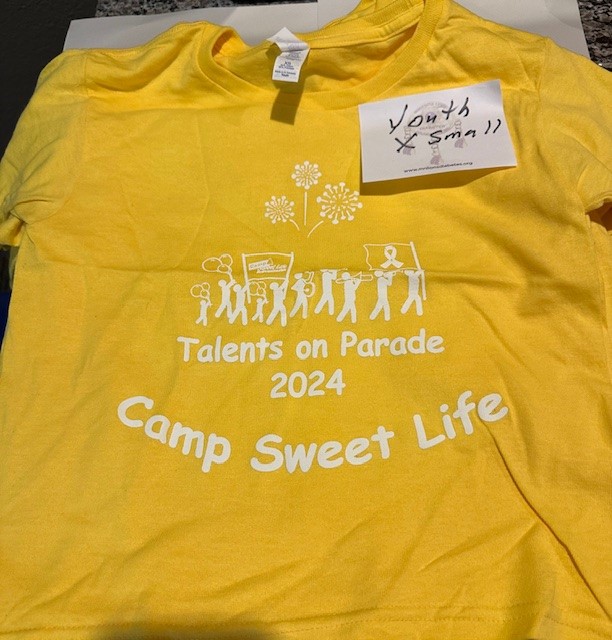 Youth
X Small
Talents on Parade
2024
Camp Sweet Life